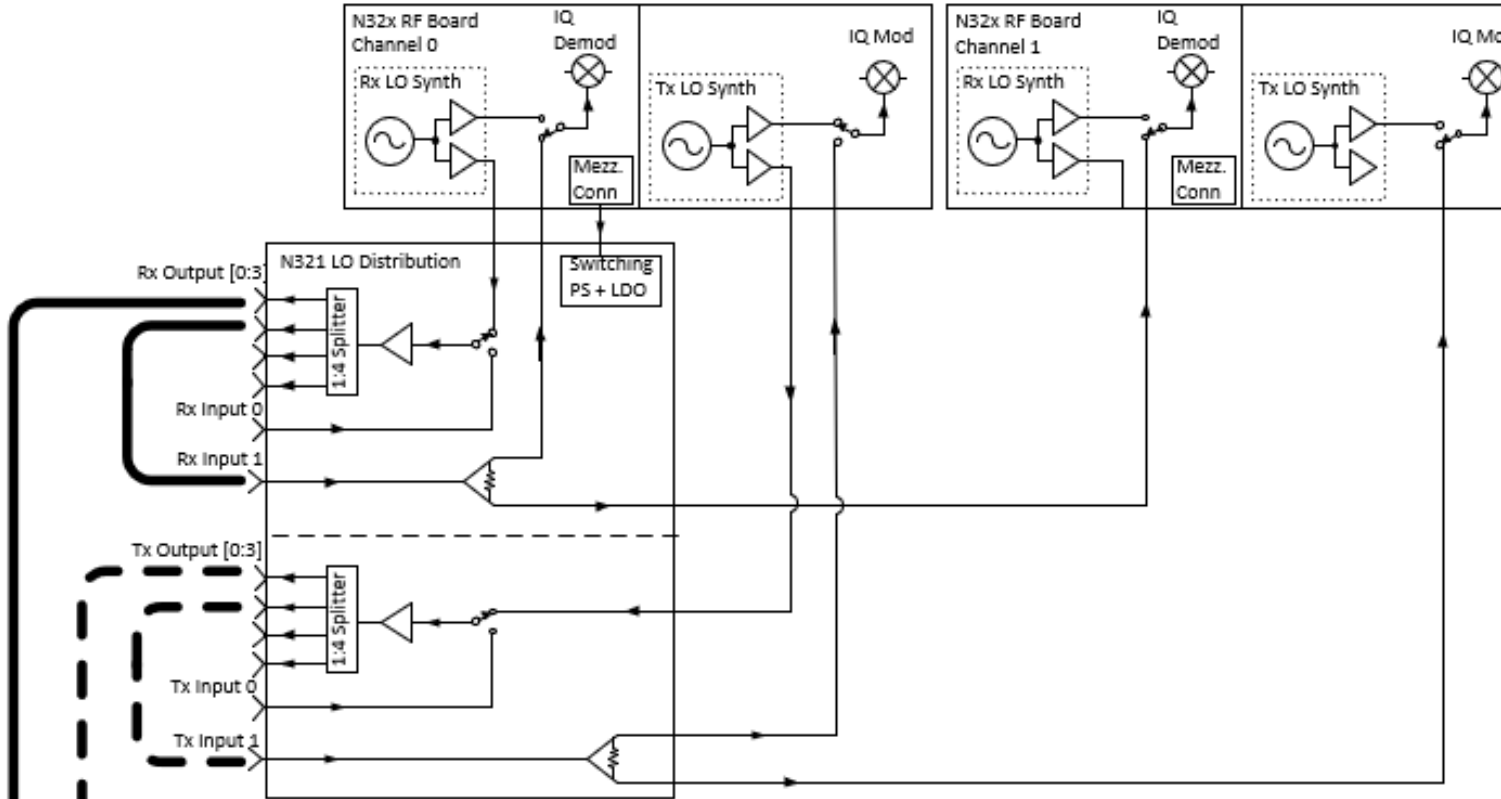 N32x RF Board
Channel 0
IQ
Demod
IQ Mod
Rx LO Synth
Tx LO Synth
Mezz.
Conn
N32x RF Board
Channel 1
IQ
Demod
Rx LO Synth
Tx LO Synth
Mezz.
Conn
N321 LO Distribution
Switching
PS + LDO
Rx Output [0:3]
1:4 Splitter
Rx Input 0
Rx Input 1
Tx Output [0:3]
1:4 Splitter
Tx Input 0
Tx Input 1